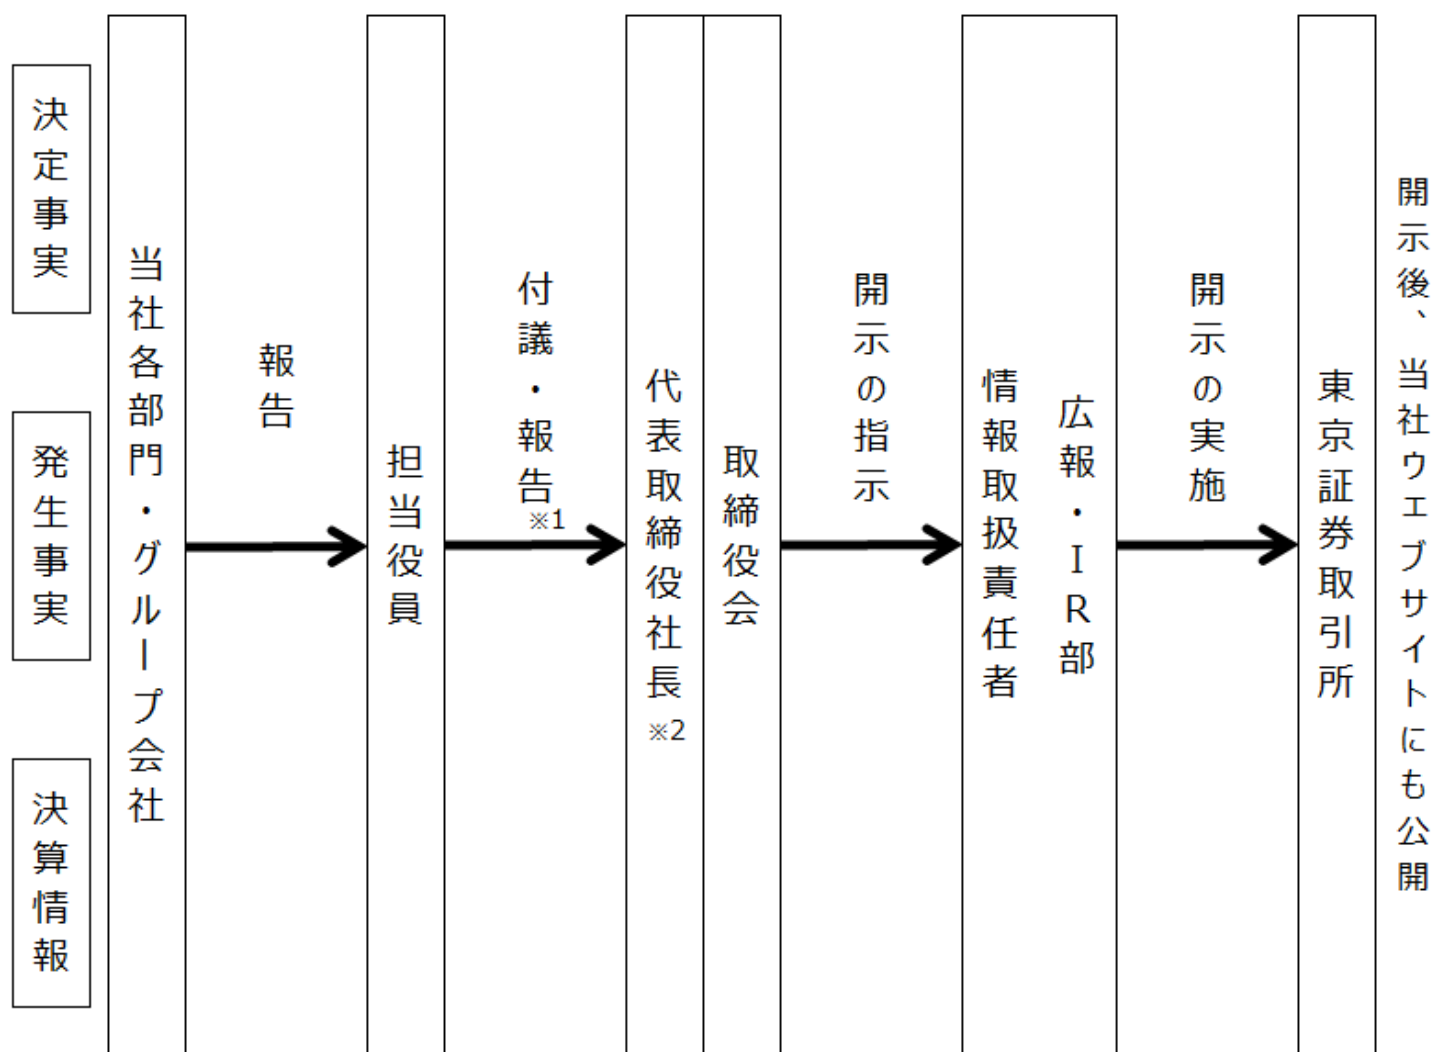 決定事実
発生事実
決算情報
当社各部門・グループ会社
報告
担当役員
付議・報告
※1
代表取締役社長
※2
取締役会
開示の指示
情報取扱責任者
広報・IR部
開示の実施
東京証券取引所
開示後、当社ウェブサイトにも公開